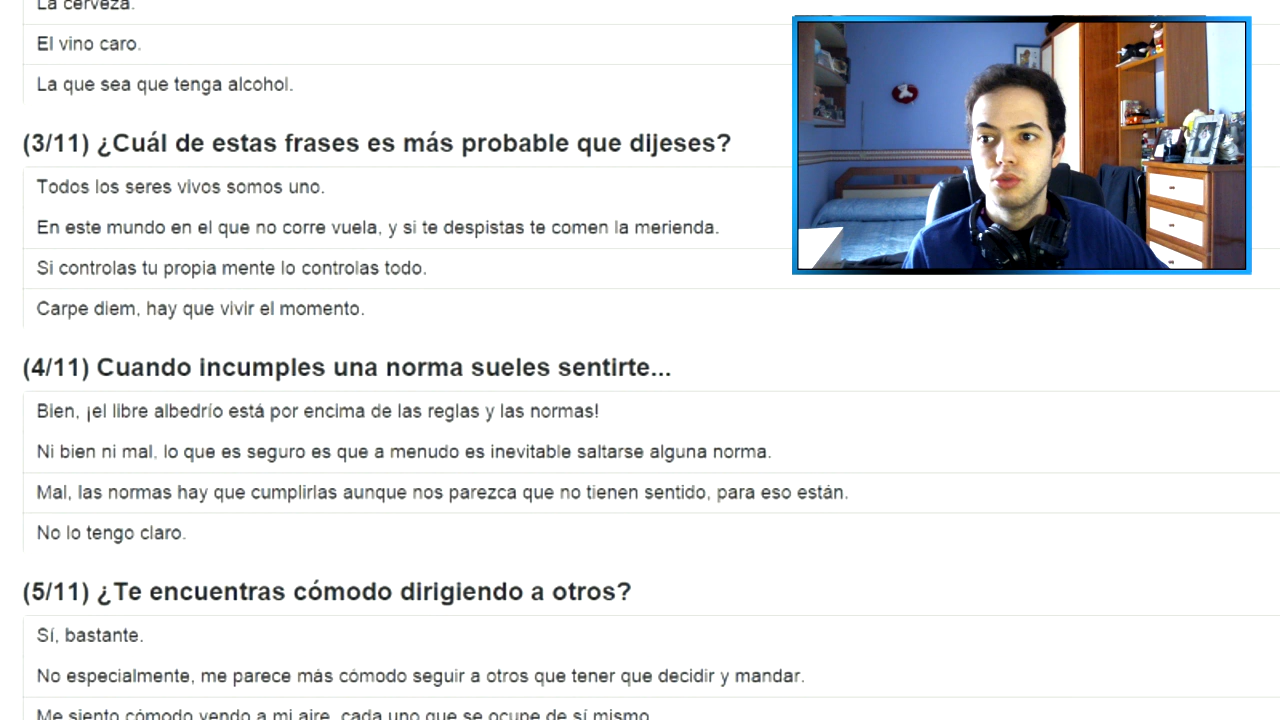 La cerveza.
El vino caro.
La que sea que tenga alcohol.
(3/11) ¿Cuál de estas frases es más probable que dijeses?
Todos los seres vivos somos uno.
En este mundo en el que no corre vuela, y si te despistas te comen la merienda.
Si controlas tu propia mente lo controlas todo.
Carpe diem, hay que vivir el momento.
(4/11) Cuando incumples una norma sueles sentirte...
Bien, ¡el libre albedrío está por encima de las reglas y las normas!
Ni bien ni mal, lo que es seguro es que a menudo es inevitable saltarse alguna norma.
Mal, las normas hay que cumplirlas aunque nos parezca que no tienen sentido, para eso están.
No lo tengo claro.
(5/11) ¿Te encuentras cómodo dirigiendo a otros?
Sí, bastante.
No especialmente, me parece más cómodo seguir a otros que tener que decidir y mandar.
Me siento cómodo yendo a mi aire, cada uno que se ocupe de sí mismo.